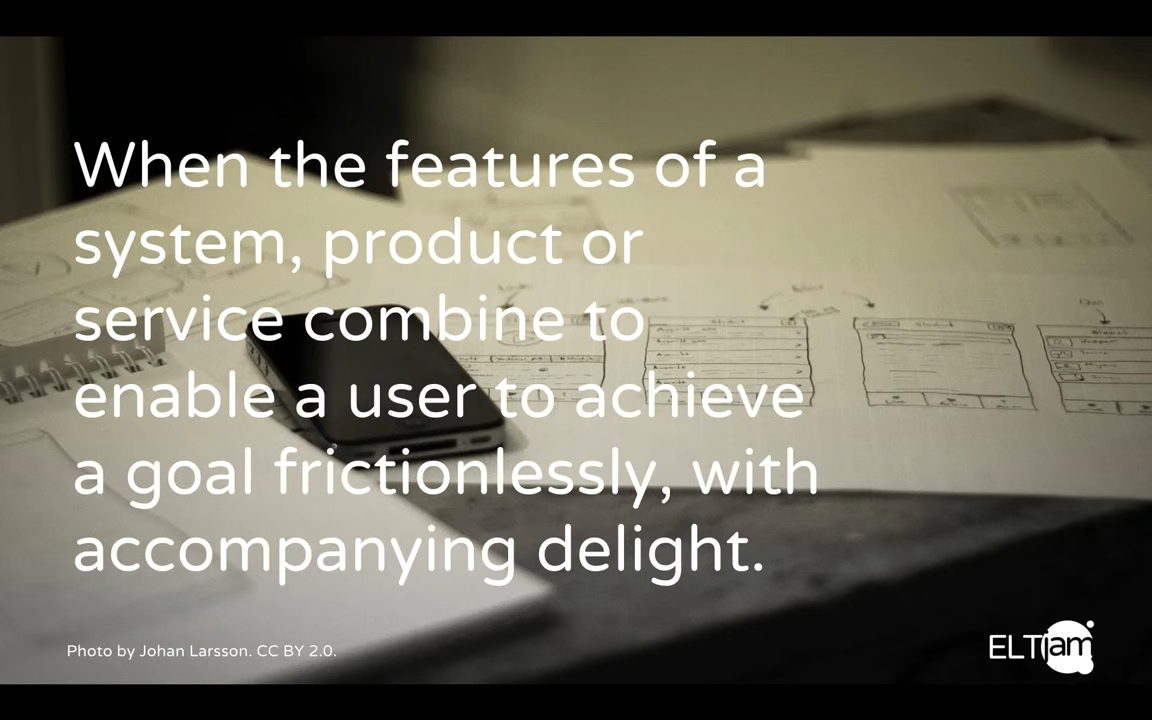 When the features of a
system, product or
service combine to
enable a user to achieve
a goal frictionlessly, with
accompanying delight.
Photo by Johan Larsson. CC BY 2.0.
ELTjam